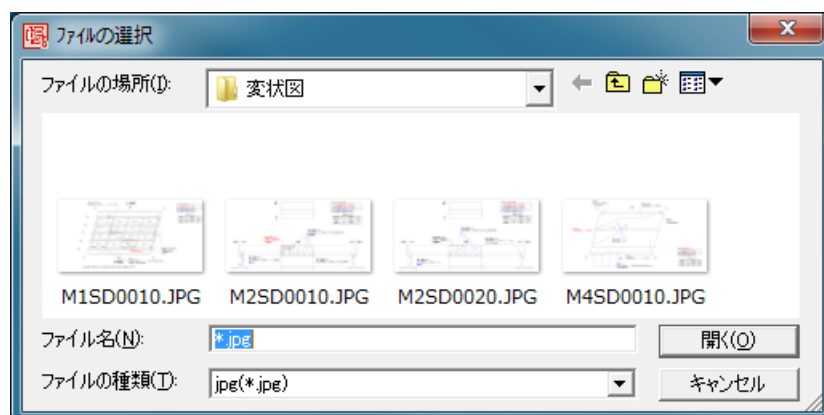 ファイルの選択
ファイルの場所(I):
変状図
M1SD0010.JPG
M2SD0010.JPG
M2SD0020.JPG
M4SD0010.JPG
ファイル名(N):
*.jpg
開く(O)
ファイルの種類(T):
jpg(*.jpg)
キャンセル